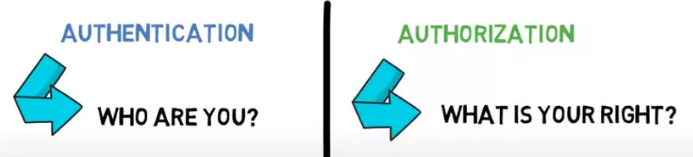 AUTHENTICATION
WHO ARE YOU?
AUTHORIZATION
WHAT IS YOUR RIGHT?